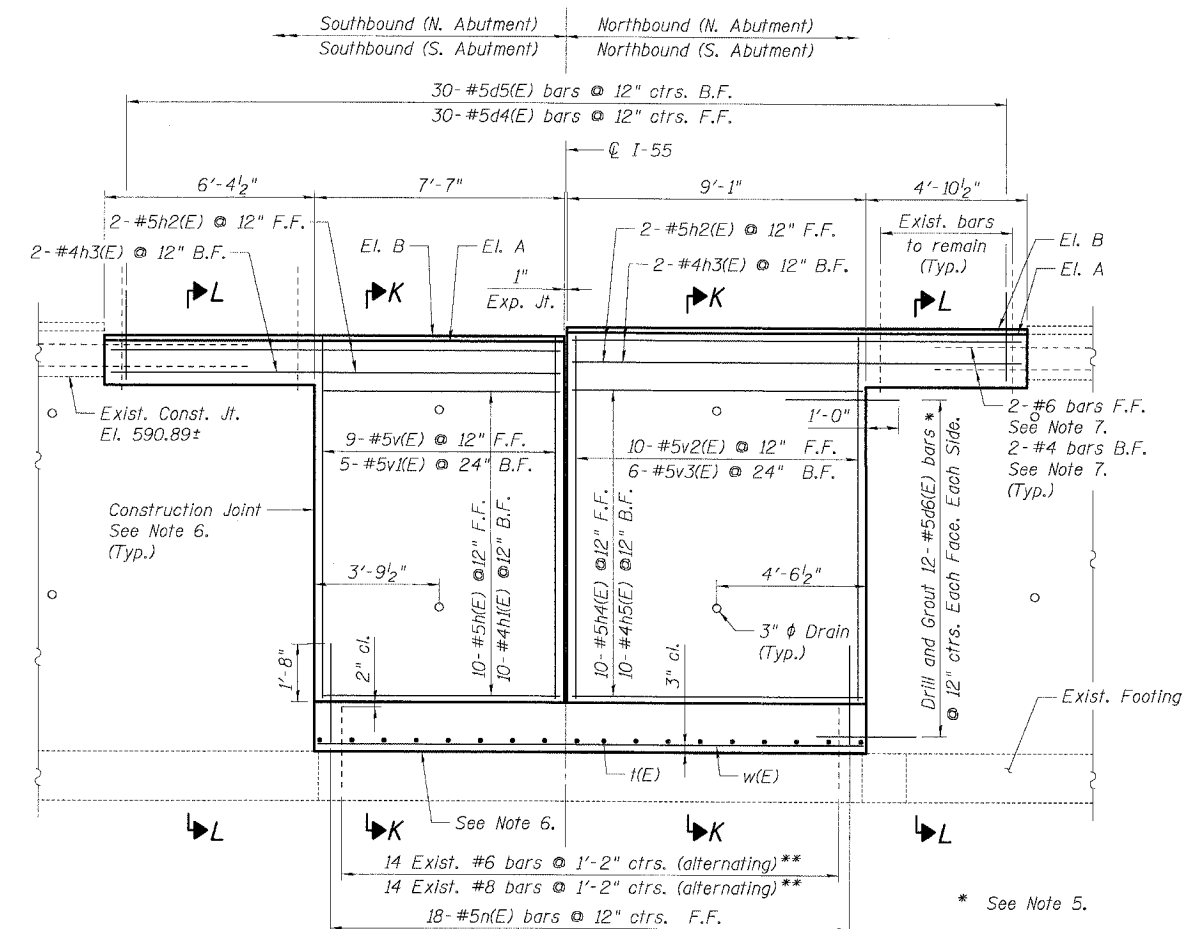 Southbound (N. Abutment)
Northbound (N. Abutment)
Southbound (S. Abutment)
Northbound (S. Abutment)
30- #5d5(E) bars @ 12" ctrs. B.F.
30- #5d4(E) bars @ 12" ctrs. F.F.
℄ I-55
6'-4½"
7'-7"
9'-1"
4'-10½"
2- #5h2(E) @ 12" F.F.
2- #4h3(E) @ 12" B.F.
El. B
El. A
1"
Exp. Jt.
2- #5h2(E) @ 12" F.F.
2- #4h3(E) @ 12" B.F.
Exist. bars
to remain
(Typ.)
El. B
El. A
L
K
K
L
Exist. Const. Jt.
El. 590.89±
9- #5v(E) @ 12" F.F.
5- #5v1(E) @ 24" B.F.
10- #5v2(E) @ 12" F.F.
6- #5v3(E) @ 24" B.F.
1'-0"
2- #6 bars F.F.
See Note 7.
2- #4 bars B.F.
See Note 7.
(Typ.)
Construction Joint
See Note 6.
(Typ.)
10- #5h(E) @12" F.F.
10- #4h1(E) @12" B.F.
10- #5h4(E) @12" F.F.
10- #4h5(E) @12" B.F.
Drill and Grout 12- #5d6(E) bars *
@ 12" ctrs. Each Face. Each Side.
3'-9½"
4'-6½"
3" ϕ Drain
(Typ.)
1'-8"
2" cl.
3" cl.
Exist. Footing
t(E)
w(E)
L
K
See Note 6.
K
L
14 Exist. #6 bars @ 1'-2" ctrs. (alternating)**
14 Exist. #8 bars @ 1'-2" ctrs. (alternating)**
* See Note 5.
18- #5n(E) bars @ 12" ctrs. F.F.